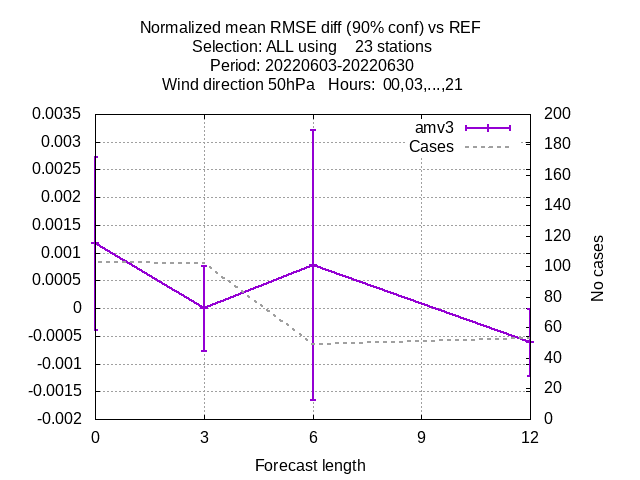 Normalized mean RMSE diff (90% conf) vs REF
Selection: ALL using    23 stations
Period: 20220603-20220630
Wind direction 50hPa   Hours:  00,03,...,21
0.0035
0.003
0.0025
0.002
0.0015
0.001
0.0005
0
-0.0005
-0.001
-0.0015
-0.002
amv3
Cases
200
180
160
140
120
100
80
60
40
20
0
No cases
0 3 6 9 12
Forecast length